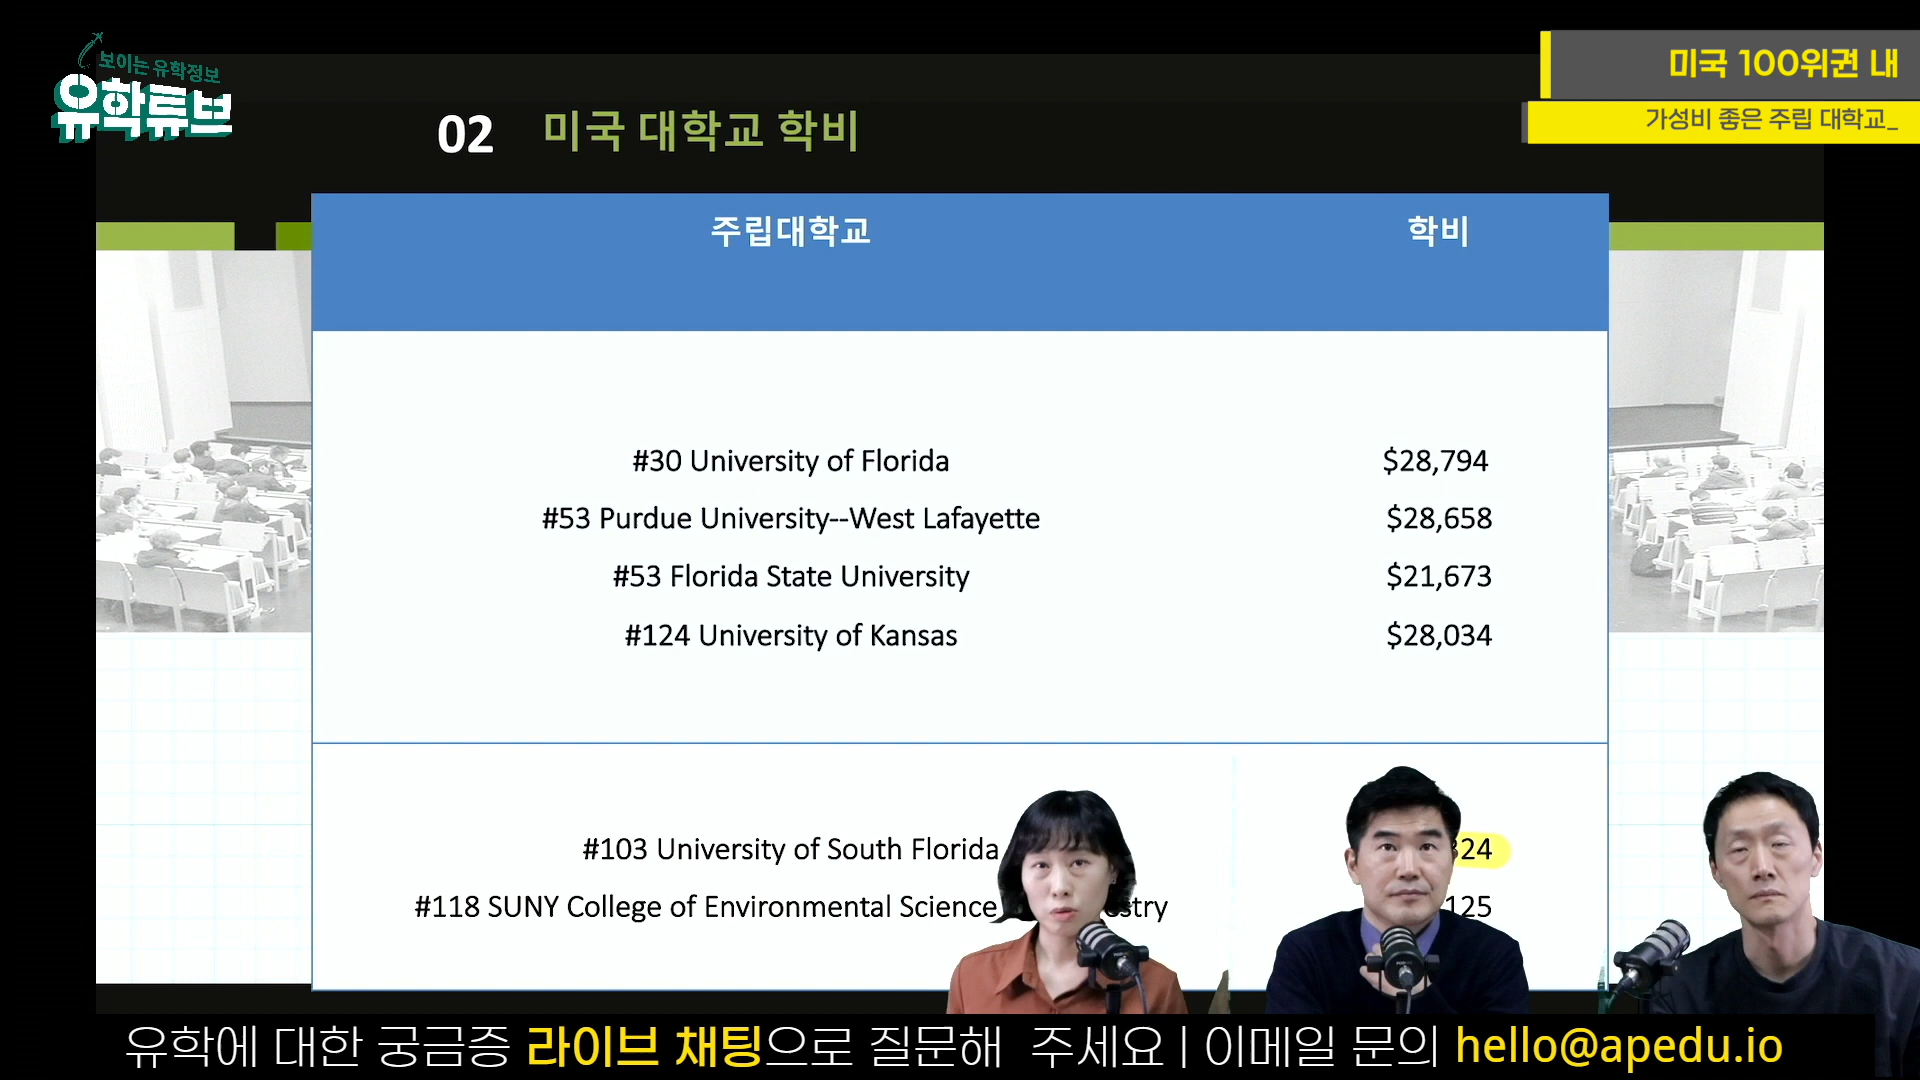 보이는 유학정보
유학튜브
미국 100위권 내
가성비 좋은 주립 대학교_
02 미국 대학교 학비
주립대학교 학비
#30 University of Florida $28,794
#53 Purdue University--West Lafayette $28,658
#53 Florida State University $21,673
#124 University of Kansas $28,034
#103 University of South Florida 324
#118 SUNY College of Environmental Science 125
유학에 대한 궁금증 라이브 채팅으로 질문해 주세요 | 이메일 문의 hello@apedu.io